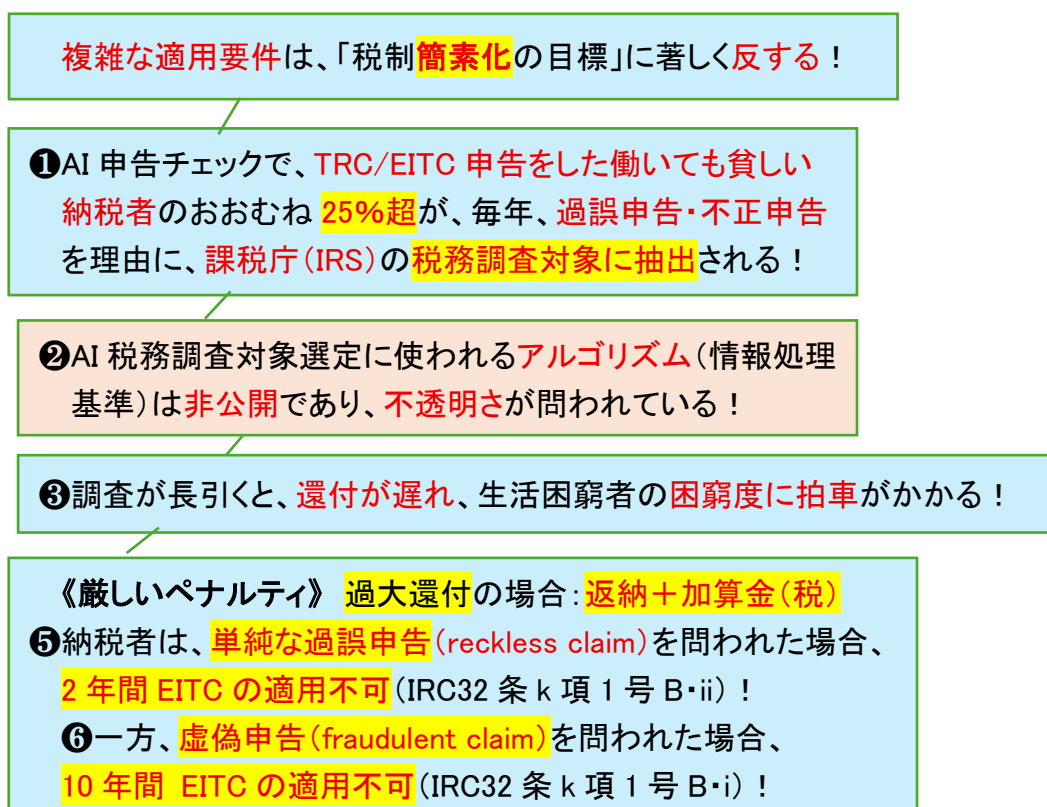 複雑な適用要件は、「税制簡素化の目標」に著しく反する！
❶AI 申告チェックで、TRC/EITC 申告をした働いても貧しい
納税者のおおむね 25%超が、毎年、過誤申告・不正申告
を理由に、課税庁（IRS）の税務調査対象に抽出される！
❷AI 税務調査対象選定に使われるアルゴリズム（情報処理
基準）は非公開であり、不透明さが問われている！
❸調査が長引くと、還付が遅れ、生活困窮者の困窮度に拍車がかかる！
《厳しいペナルティ》 過大還付の場合：返納＋加算金（税）
❺納税者は、単純な過誤申告（reckless claim）を問われた場合、
2 年間 EITC の適用不可（IRC32 条 k 項 1 号 B・ii）！
❻一方、虚偽申告（fraudulent claim）を問われた場合、
10 年間 EITC の適用不可（IRC32 条 k 項 1 号 B・i）！